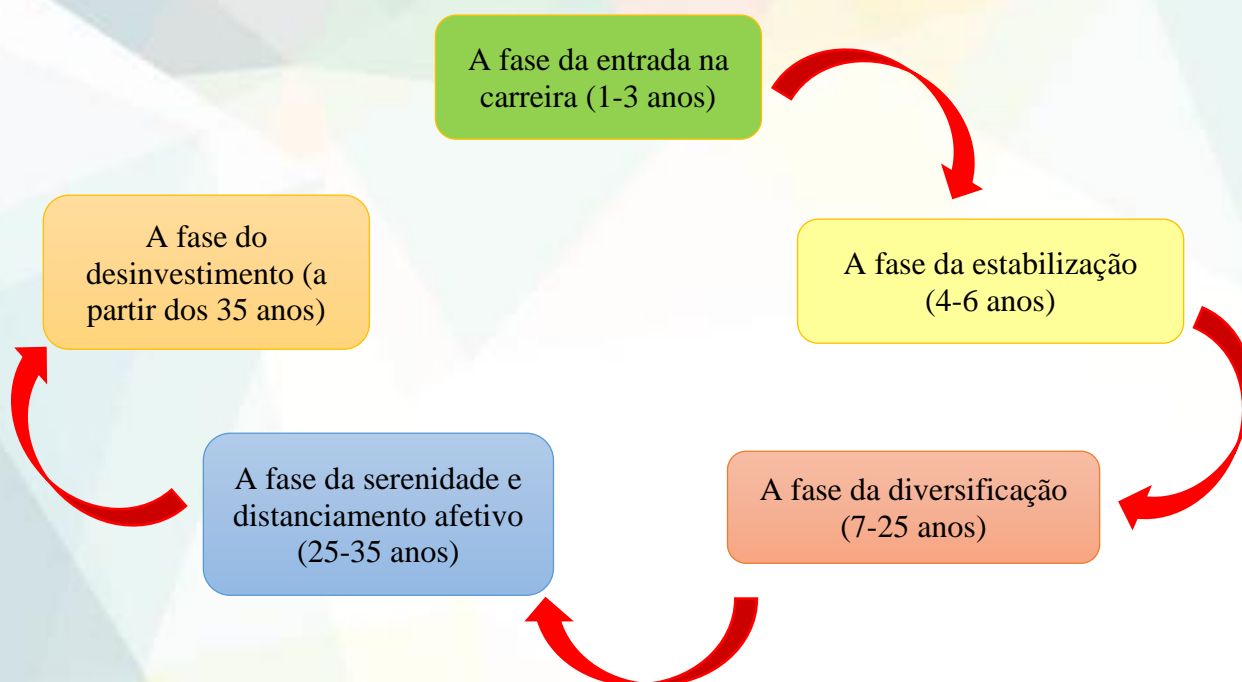 A fase da entrada na
carreira (1-3 anos)
A fase da estabilização
(4-6 anos)
A fase da diversificação
(7-25 anos)
A fase da serenidade e
distanciamento afetivo
(25-35 anos)
A fase do
desinvestimento (a
partir dos 35 anos)